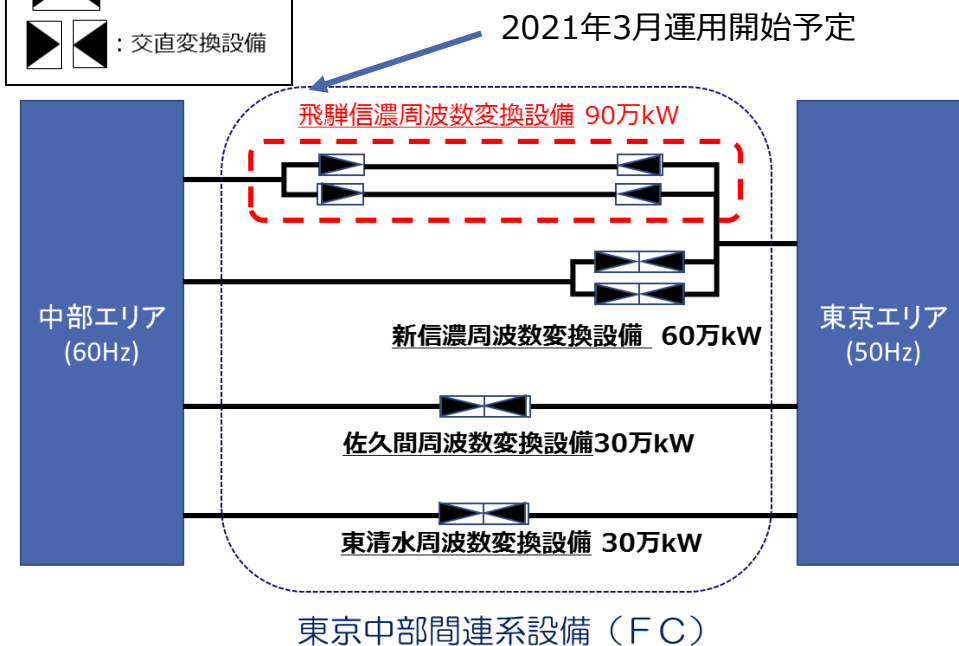 ：交直変換設備
2021年3月運用開始予定
飛騨信濃周波数変換設備 90万kW
中部エリア
(60Hz)
東京エリア
(50Hz)
新信濃周波数変換設備 60万kW
佐久間周波数変換設備30万kW
東清水周波数変換設備 30万kW
東京中部間連系設備（ＦＣ）